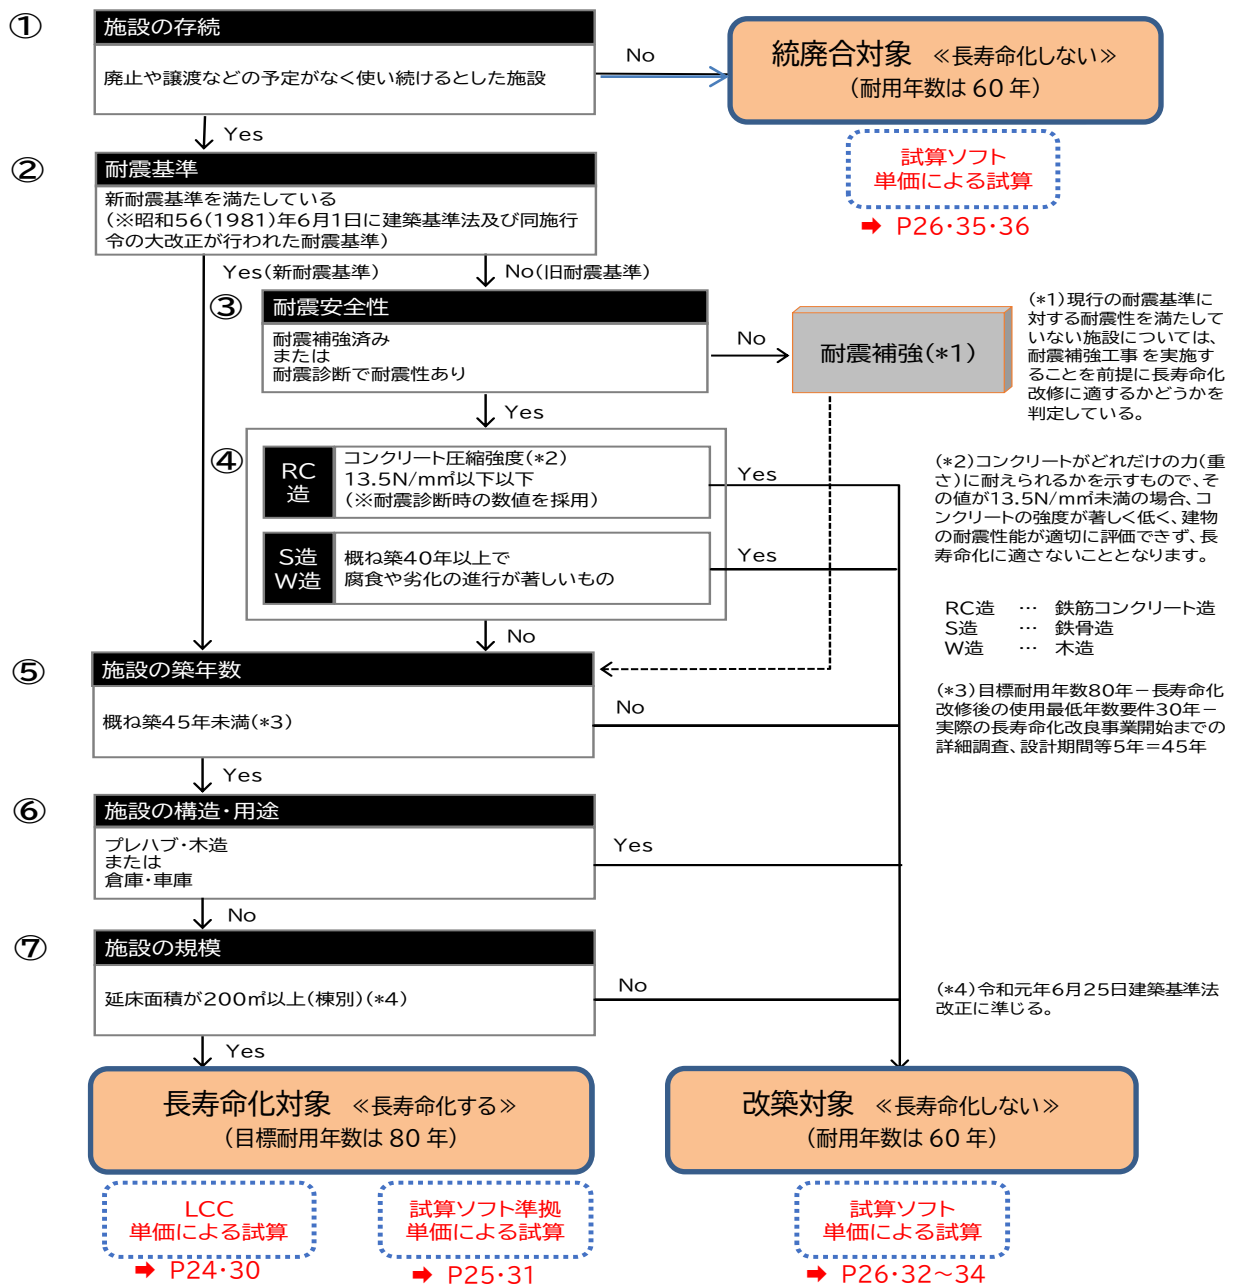 ①
施設の存続
廃止や譲渡などの予定がなく使い続けるとした施設
No
統廃合対象 ≪長寿命化しない≫
(耐用年数は 60 年)
試算ソフト
単価による試算
➡ P26・35・36
Yes
②
耐震基準
新耐震基準を満たしている
(※昭和56(1981)年6月1日に建築基準法及び同施行
令の大改正が行われた耐震基準)
Yes(新耐震基準)
No(旧耐震基準)
③
耐震安全性
耐震補強済み
または
耐震診断で耐震性あり
No
耐震補強(*1)
(*1)現行の耐震基準に
対する耐震性を満たして
いない施設については、
耐震補強工事を実施す
ることを前提に長寿命化
改修に適するかどうかを
判定している。
Yes
④
RC
造
コンクリート圧縮強度(*2)
13.5N/m㎡以下以下
(※耐震診断時の数値を採用)
Yes
S造
W造
概ね築40年以上で
腐食や劣化の進行が著しいもの
Yes
(*2)コンクリートがどれだけの力(重
さ)に耐えられるかを示すもので、そ
の値が13.5N/m㎡未満の場合、コ
ンクリートの強度が著しく低く、建物
の耐震性能が適切に評価できず、長
寿命化に適さないこととなります。
RC造 … 鉄筋コンクリート造
S造 … 鉄骨造
W造 … 木造
No
⑤
施設の築年数
概ね築45年未満(*3)
No
(*3)目標耐用年数80年－長寿命化
改修後の使用最低年数要件30年－
実際の長寿命化改良事業開始までの
詳細調査、設計期間等5年＝45年
Yes
⑥
施設の構造・用途
プレハブ・木造
または
倉庫・車庫
Yes
No
⑦
施設の規模
延床面積が200㎡以上(棟別)(*4)
No
(*4)令和元年6月25日建築基準法
改正に準じる。
Yes
長寿命化対象 ≪長寿命化する≫
(目標耐用年数は 80 年)
改築対象 ≪長寿命化しない≫
(耐用年数は 60 年)
LCC
単価による試算
➡ P24・30
試算ソフト準拠
単価による試算
➡ P25・31
試算ソフト
単価による試算
➡ P26・32～34